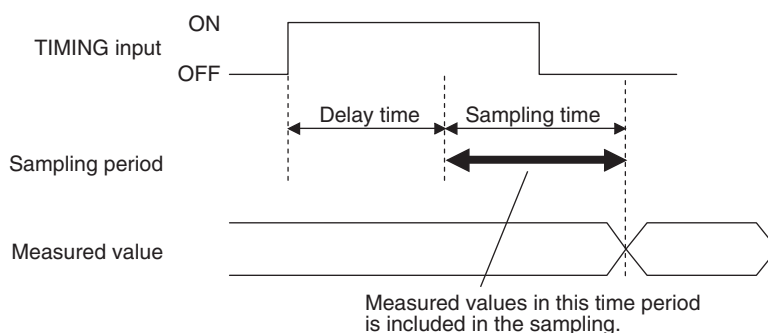 ON
TIMING input
OFF
Delay time
Sampling time
Sampling period
Measured value
Measured values in this time period
is included in the sampling.